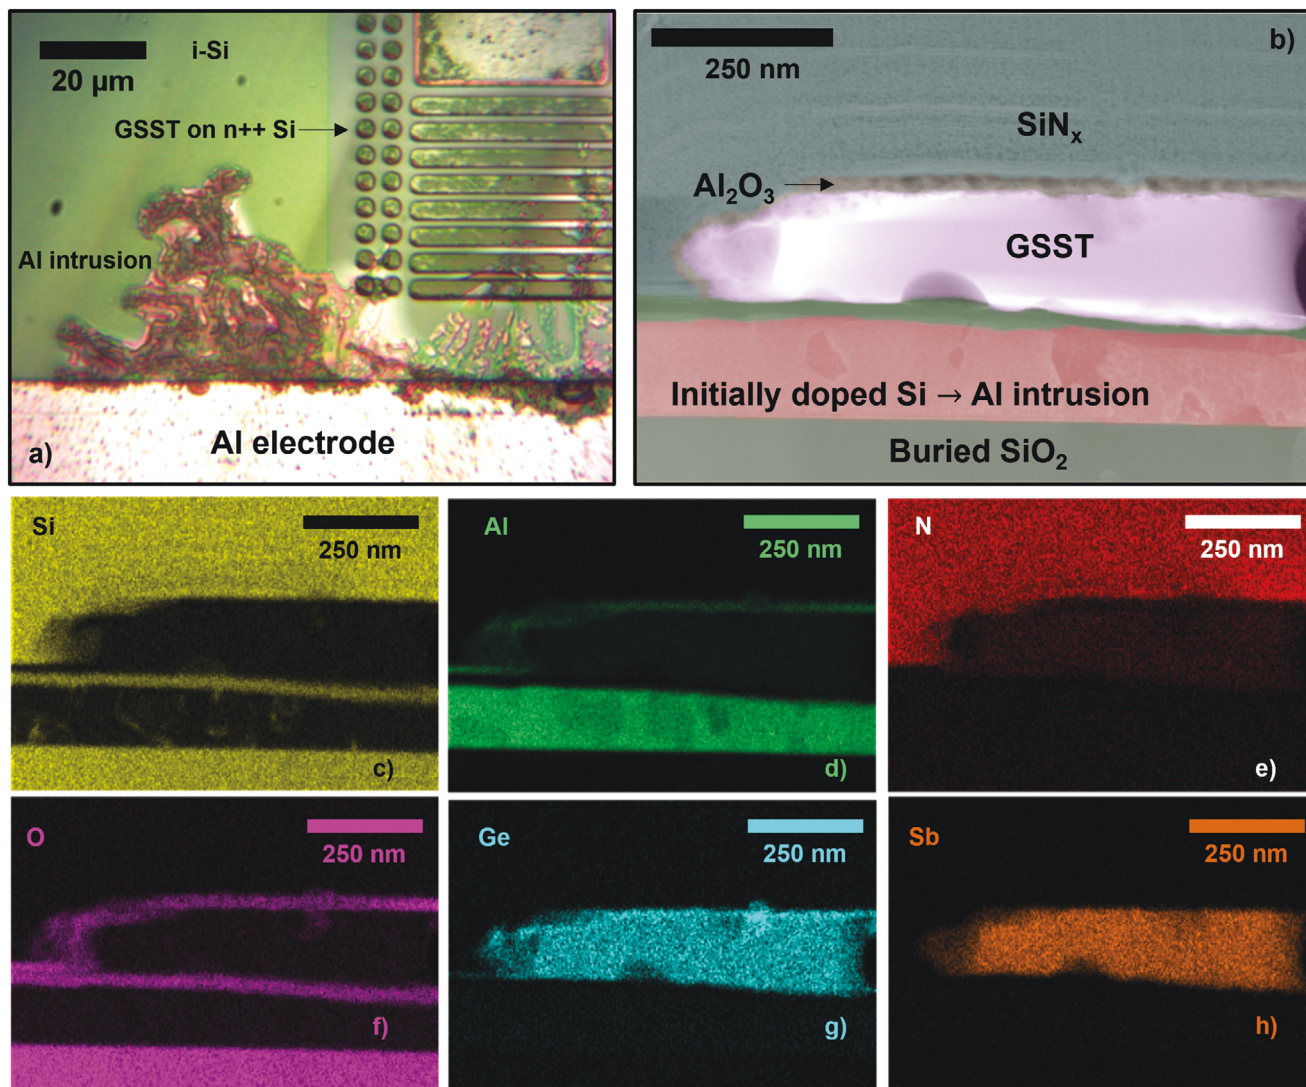 i-Si
20 μm
GSST on n++ Si
Al intrusion
Al electrode
a)
b)
250 nm
SiNₓ
Al₂O₃
GSST
Initially doped Si → Al intrusion
Buried SiO₂
Si
250 nm
c)
Al
250 nm
d)
N
250 nm
e)
O
250 nm
f)
Ge
250 nm
g)
Sb
250 nm
h)